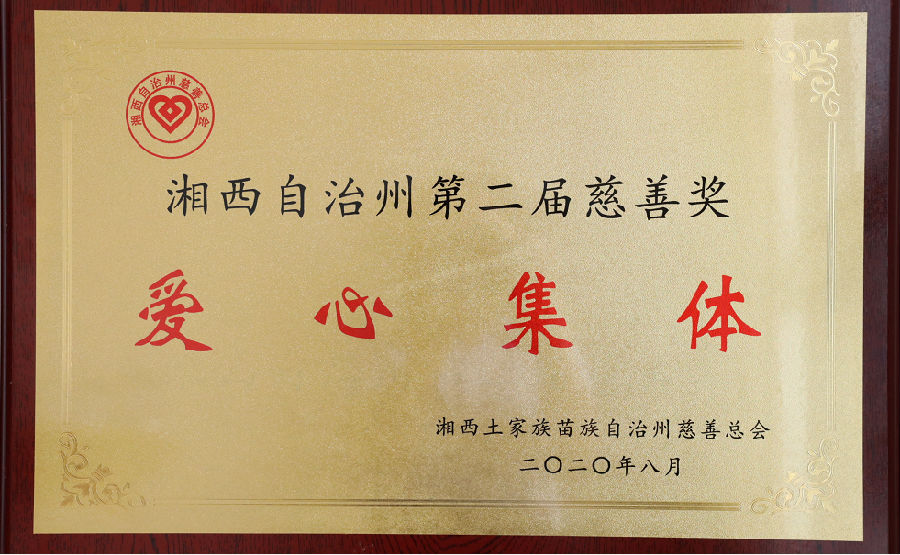 湘西自治州慈善总会
湘西自治州第二届慈善奖
爱心集体
湘西土家族苗族自治州慈善总会
二〇二〇年八月